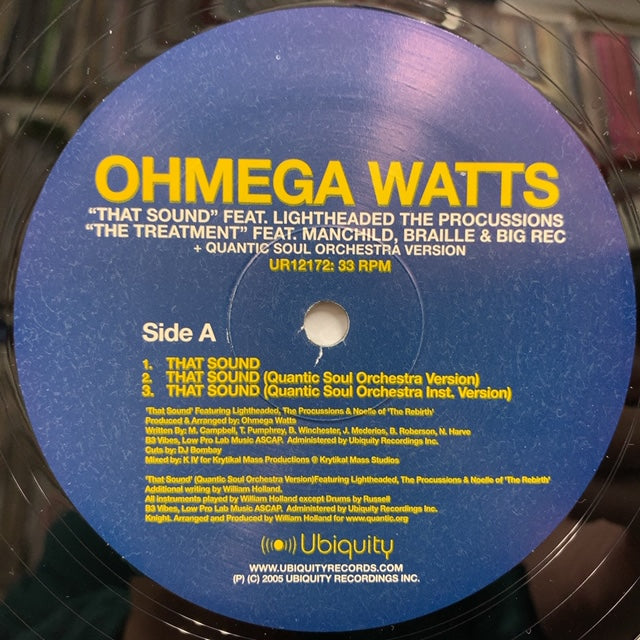 OHMEGA WATTS
"THAT SOUND" FEAT. LIGHTHEADED THE PROCUSSIONS
"THE TREATMENT" FEAT. MANCHILD, BRAILLE & BIG REC
+ QUANTIC SOUL ORCHESTRA VERSION
UR12172: 33 RPM
Side A
1. THAT SOUND
2. THAT SOUND (Quantic Soul Orchestra Version)
3. THAT SOUND (Quantic Soul Orchestra Inst. Version)
'That Sound' Featuring Lightheaded, The Procussions & Noelle of 'The Rebirth'
Produced & Arranged by: Ohmega Watts
Written By: M. Campbell, T. Pumphrey, B. Winchester, J. Mederios, B. Roberson, N. Harve
B3 Vibes, Low Pro Lab Music ASCAP. Administered by Ubiquity Recordings Inc.
Cuts by: DJ Bombay
Mixed by: K IV for Krytikal Mass Productions @ Krytikal Mass Studios
'That Sound' (Quantic Soul Orchestra Version)Featuring Lightheaded, The Procussions & Noelle of 'The Rebirth'
Additional writing by William Holland.
All instruments played by William Holland except Drums by Russell
B3 Vibes, Low Pro Lab Music ASCAP. Administered by Ubiquity Recordings Inc.
Knight. Arranged and Produced by William Holland for www.quantic.org
Ubiquity
WWW.UBIQUITYRECORDS.COM
(P) (C) 2005 UBIQUITY RECORDINGS INC.